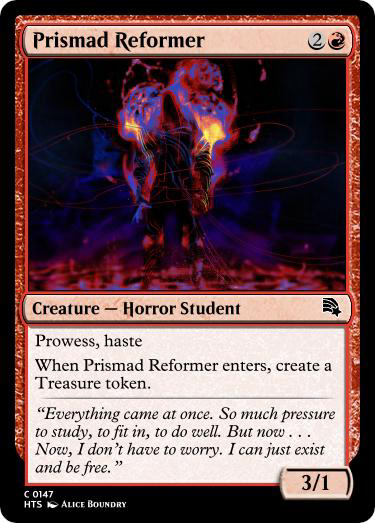 Prismad Reformer 2
Creature — Horror Student
Prowess, haste
When Prismad Reformer enters, create a
Treasure token.
“Everything came at once. So much pressure
to study, to fit in, to do well. But now . . .
Now, I don't have to worry. I can just exist
and be free.”
3/1
C 0147
HTS Alice Boundry